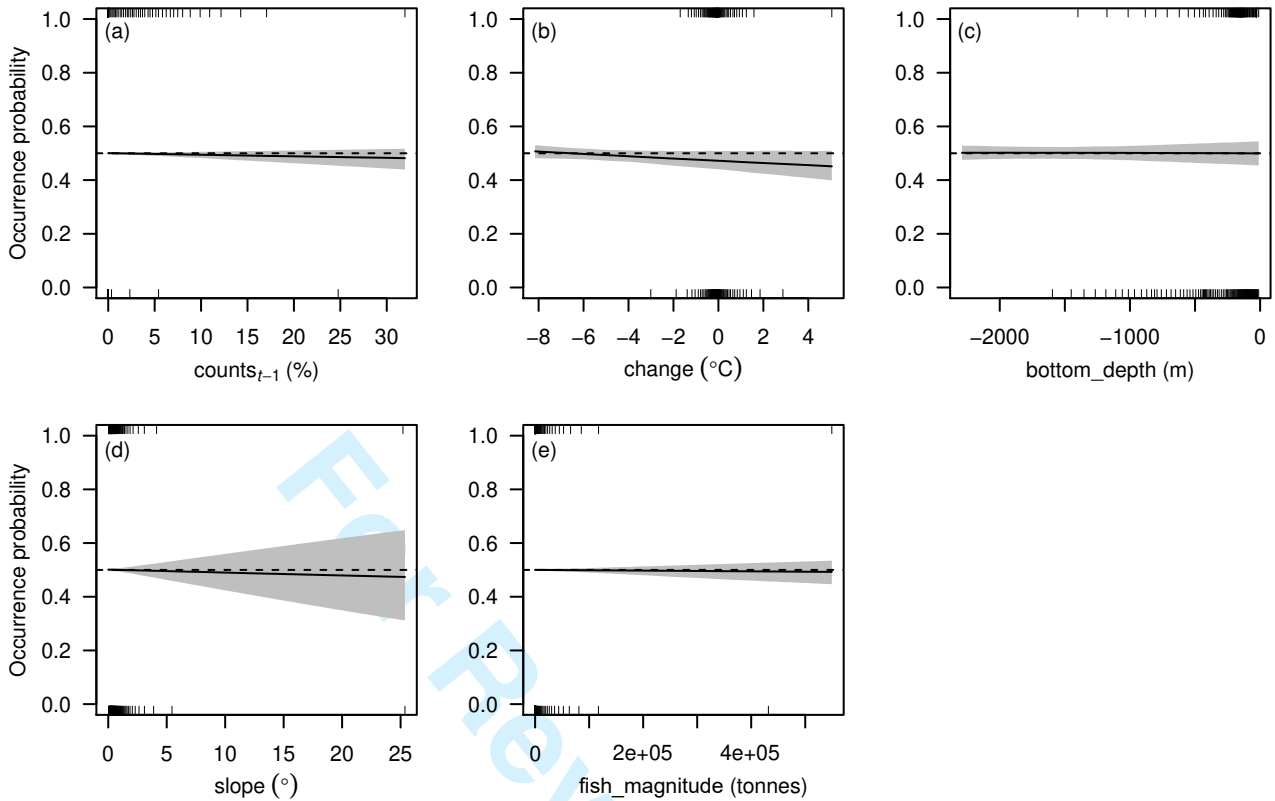 (a)
1.0
0.8
0.6
0.4
0.2
0.0
Occurrence probability
0 5 10 15 20 25 30
counts t−1 (%)
(b)
1.0
0.8
0.6
0.4
0.2
0.0
−8 −6 −4 −2 0 2 4
change (°C)
(c)
1.0
0.8
0.6
0.4
0.2
0.0
−2000 −1000 0
bottom_depth (m)
(d)
1.0
0.8
0.6
0.4
0.2
0.0
Occurrence probability
0 5 10 15 20 25
slope (°)
(e)
1.0
0.8
0.6
0.4
0.2
0.0
0 2e+05 4e+05
fish_magnitude (tonnes)
For Rev